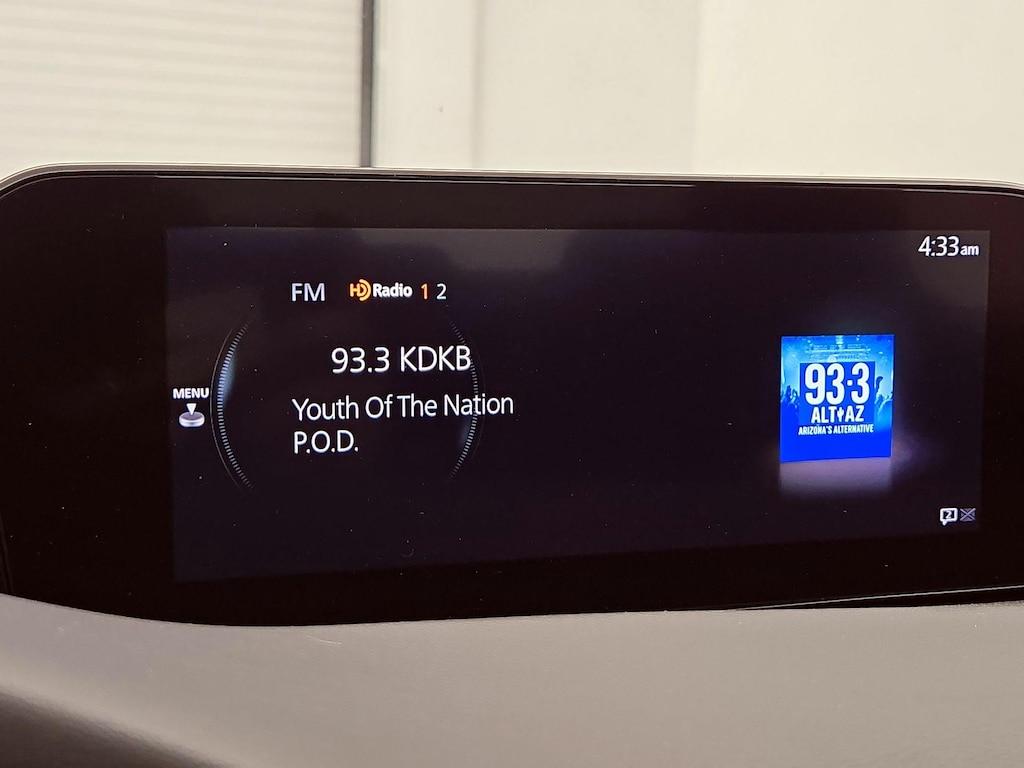 4:33am
FM HD Radio 1 2
93.3 KDKB
MENU
Youth Of The Nation
P.O.D.
93.3
ALT AZ
ARIZONA'S ALTERNATIVE
2